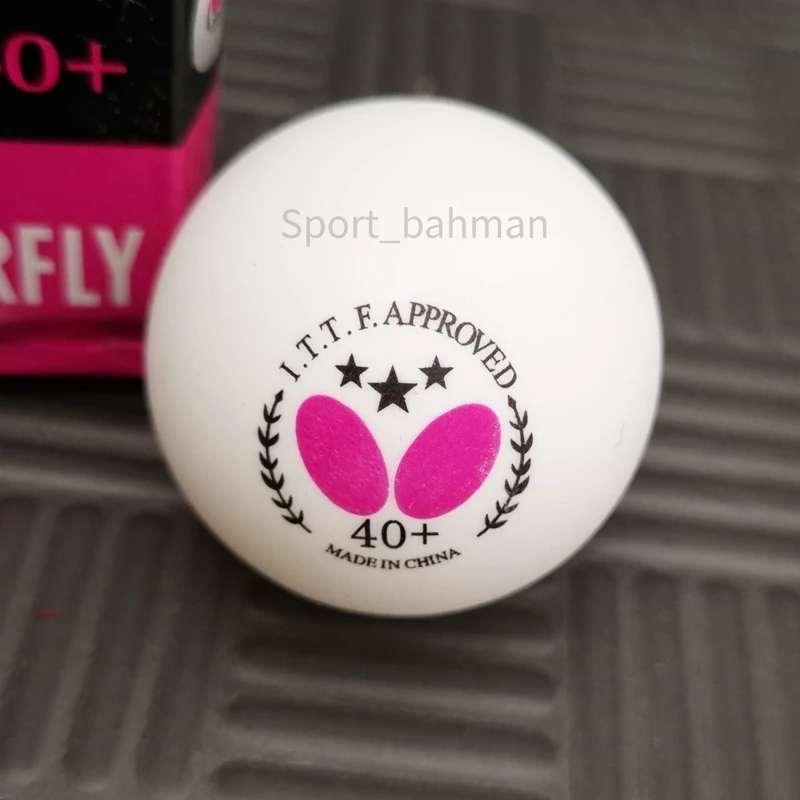 0+
RFLY
Sport_bahman
I.T.T.F. APPROVED
40+
MADE IN CHINA